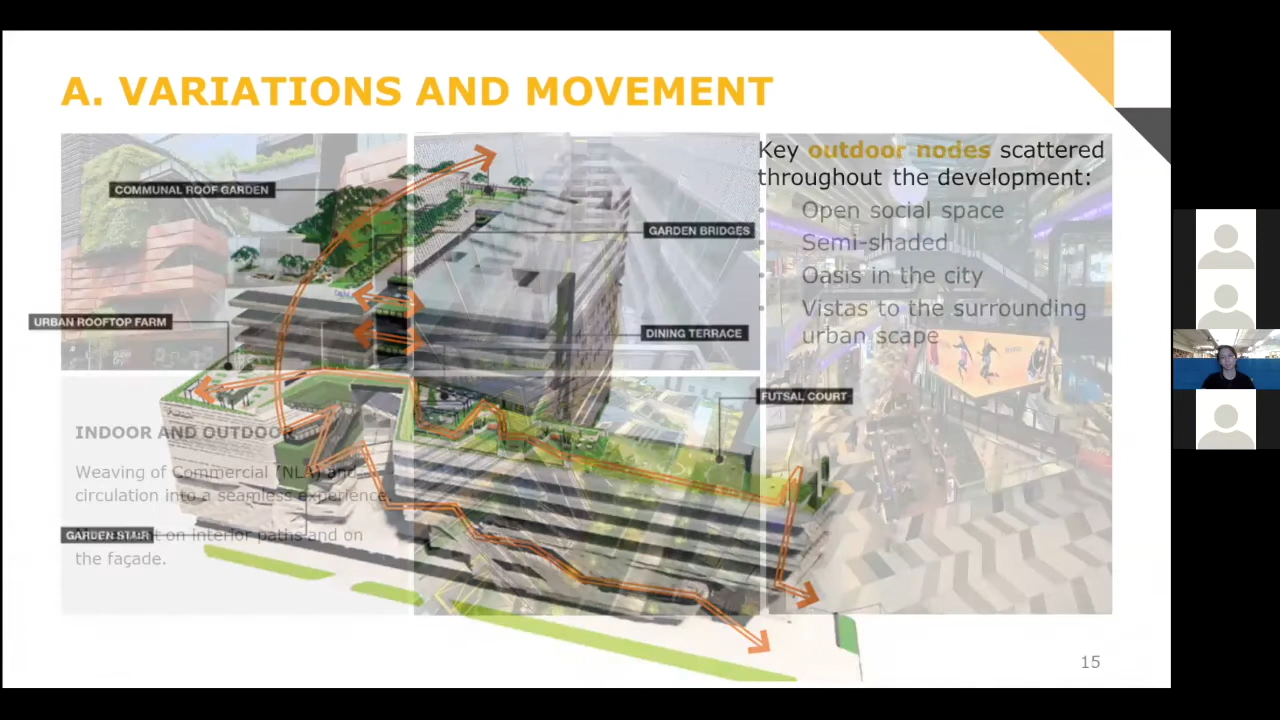 A. VARIATIONS AND MOVEMENT
Key outdoor nodes scattered
throughout the development:
Open social space
Semi-shaded
Oasis in the city
Vistas to the surrounding
urban scape
COMMUNAL ROOF GARDEN
GARDEN BRIDGES
URBAN ROOFTOP FARM
DINING TERRACE
FUTSAL COURT
INDOOR AND OUTDOOR
Weaving of Commercial (NLA) and
circulation into a seamless experience.
GARDEN STAIR
on interior paths and on
the façade.
15